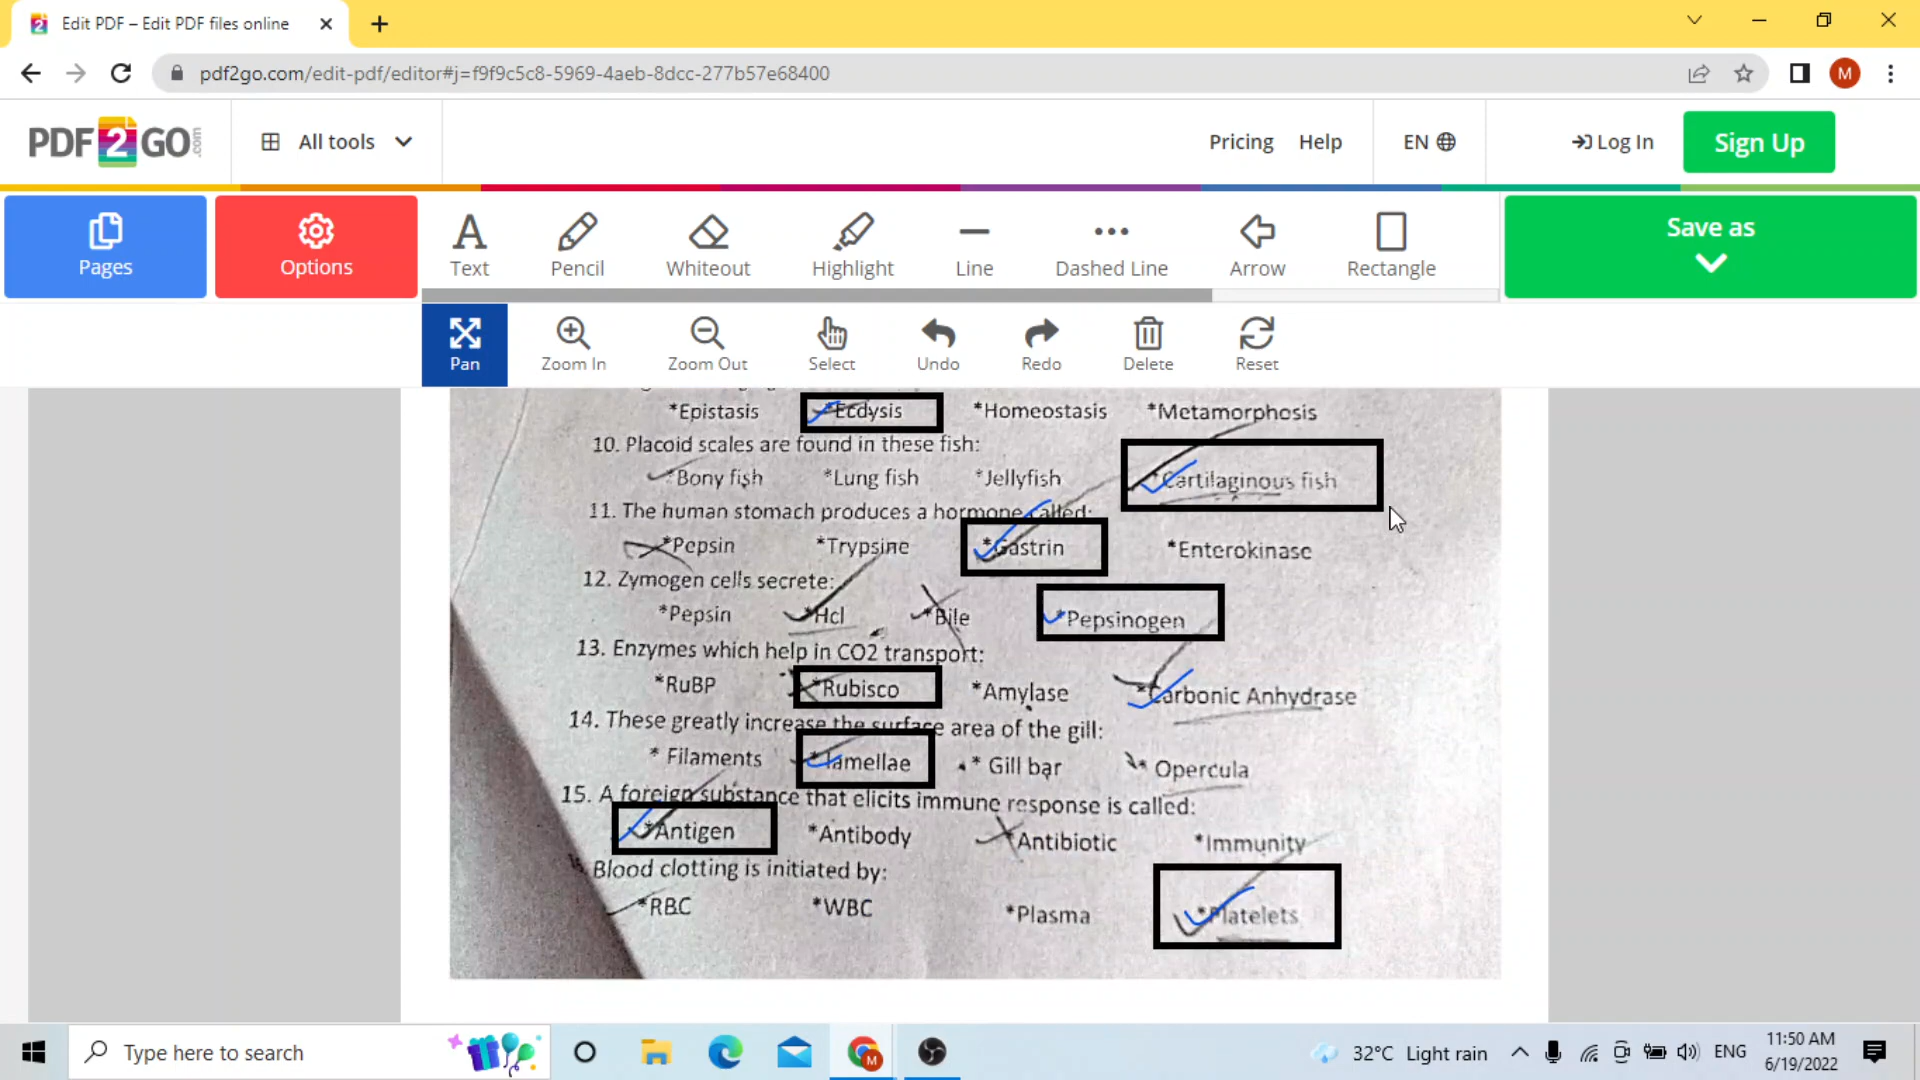 Edit PDF – Edit PDF files online
pdf2go.com/edit-pdf/editor#j=f9f9c5c8-5969-4aeb-8dcc-277b57e68400
M
PDF2GO.com
All tools
Pricing
Help
EN
Log In
Sign Up
Pages
Options
Text
Pencil
Whiteout
Highlight
Line
Dashed Line
Arrow
Rectangle
Save as
Pan
Zoom In
Zoom Out
Select
Undo
Redo
Delete
Reset
*Epistasis *Ecdysis *Homeostasis *Metamorphosis
10. Placoid scales are found in these fish:
*Bony fish *Lung fish *Jellyfish *Cartilaginous fish
11. The human stomach produces a hormone called:
*Pepsin *Trypsine *Gastrin *Enterokinase
12. Zymogen cells secrete:
*Pepsin *Hcl *Bile *Pepsinogen
13. Enzymes which help in CO2 transport:
*RuBP *Rubisco *Amylase *Carbonic Anhydrase
14. These greatly increase the surface area of the gill:
* Filaments *lamellae * Gill bar * Opercula
15. A foreign substance that elicits immune response is called:
*Antigen *Antibody *Antibiotic *Immunity
Blood clotting is initiated by:
*RBC *WBC *Plasma *Platelets
Type here to search
M
32°C Light rain
ENG
11:50 AM
6/19/2022